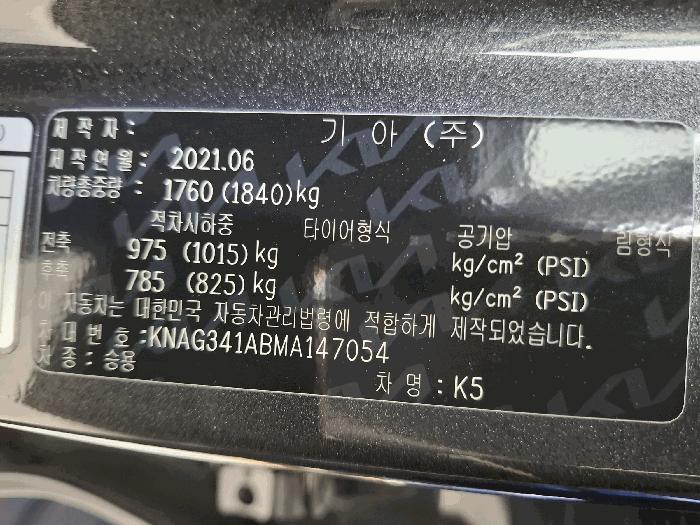 제 작 자 : 기 아 (주)
제 작 연 월 : 2021.06
차량총중량 : 1760 (1840)kg
적차시하중 타이어형식 공기압 림형식
전축 975 (1015) kg kg/cm² (PSI)
후축 785 (825) kg kg/cm² (PSI)
이 자동차는 대한민국 자동차관리법령에 적합하게 제작되었습니다.
차 대 번 호 :KNAG341ABMA147054
차 종 : 승용
차 명 : K5